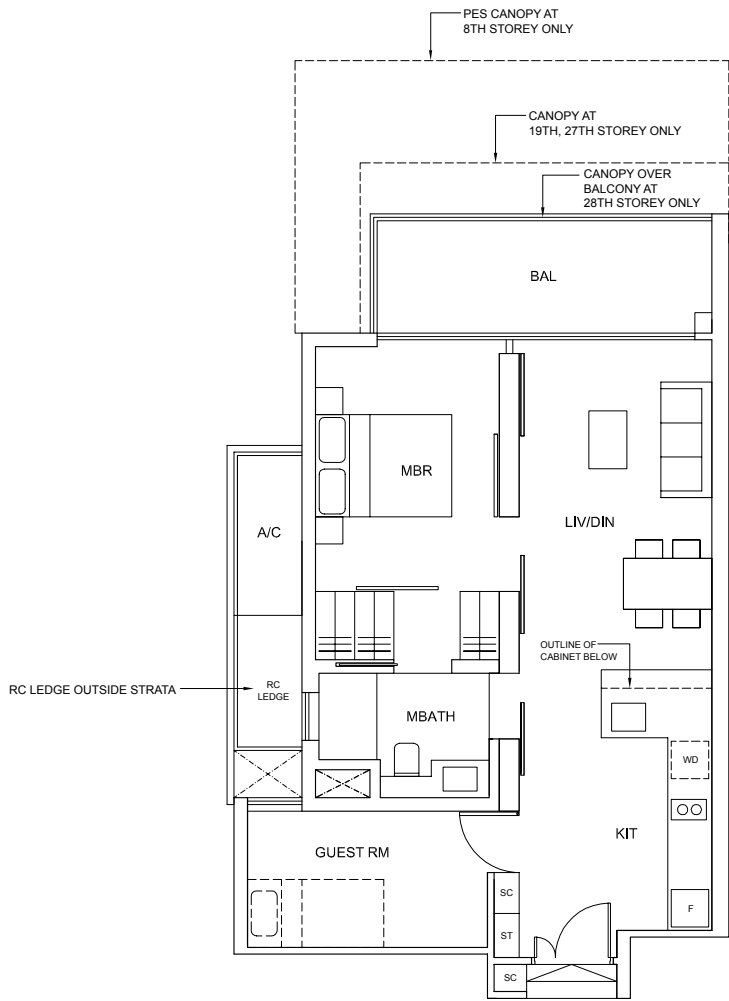 PES CANOPY AT
8TH STOREY ONLY
CANOPY AT
19TH, 27TH STOREY ONLY
CANOPY OVER
BALCONY AT
28TH STOREY ONLY
BAL
MBR
A/C
LIV/DIN
OUTLINE OF
CABINET BELOW
RC LEDGE OUTSIDE STRATA
RC
LEDGE
MBATH
WD
KIT
GUEST RM
SC
F
ST
SC